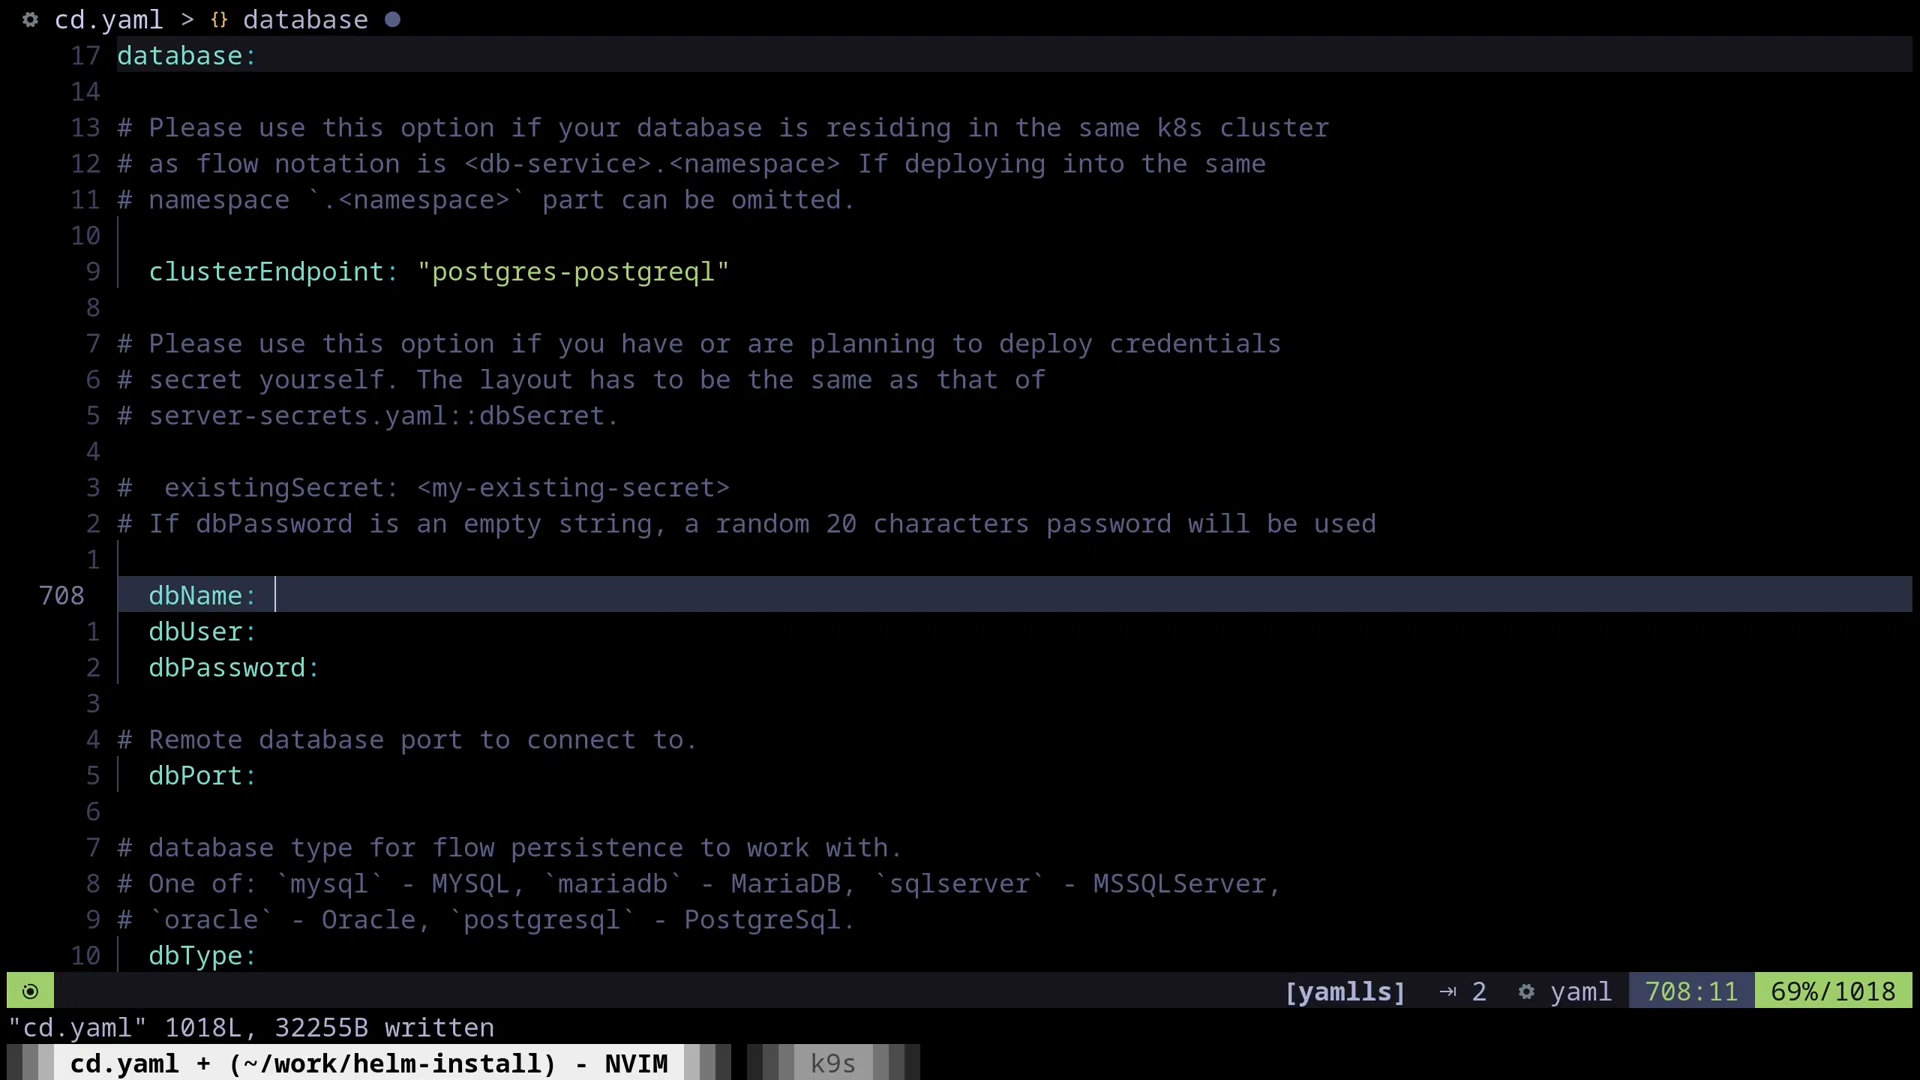 cd.yaml > {} database
17 database:
14
13 # Please use this option if your database is residing in the same k8s cluster
12 # as flow notation is <db-service>.<namespace> If deploying into the same
11 # namespace `.<namespace>` part can be omitted.
10
9 clusterEndpoint: "postgres-postgreql"
8
7 # Please use this option if you have or are planning to deploy credentials
6 # secret yourself. The layout has to be the same as that of
5 # server-secrets.yaml::dbSecret.
4
3 #  existingSecret: <my-existing-secret>
2 # If dbPassword is an empty string, a random 20 characters password will be used
1
708 dbName:
1 dbUser:
2 dbPassword:
3
4 # Remote database port to connect to.
5 dbPort:
6
7 # database type for flow persistence to work with.
8 # One of: `mysql` - MYSQL, `mariadb` - MariaDB, `sqlserver` - MSSQLServer,
9 # `oracle` - Oracle, `postgresql` - PostgreSql.
10 dbType:
[yamlls] ⇥ 2 yaml 708:11 69%/1018
"cd.yaml" 1018L, 32255B written
cd.yaml + (~/work/helm-install) - NVIM k9s